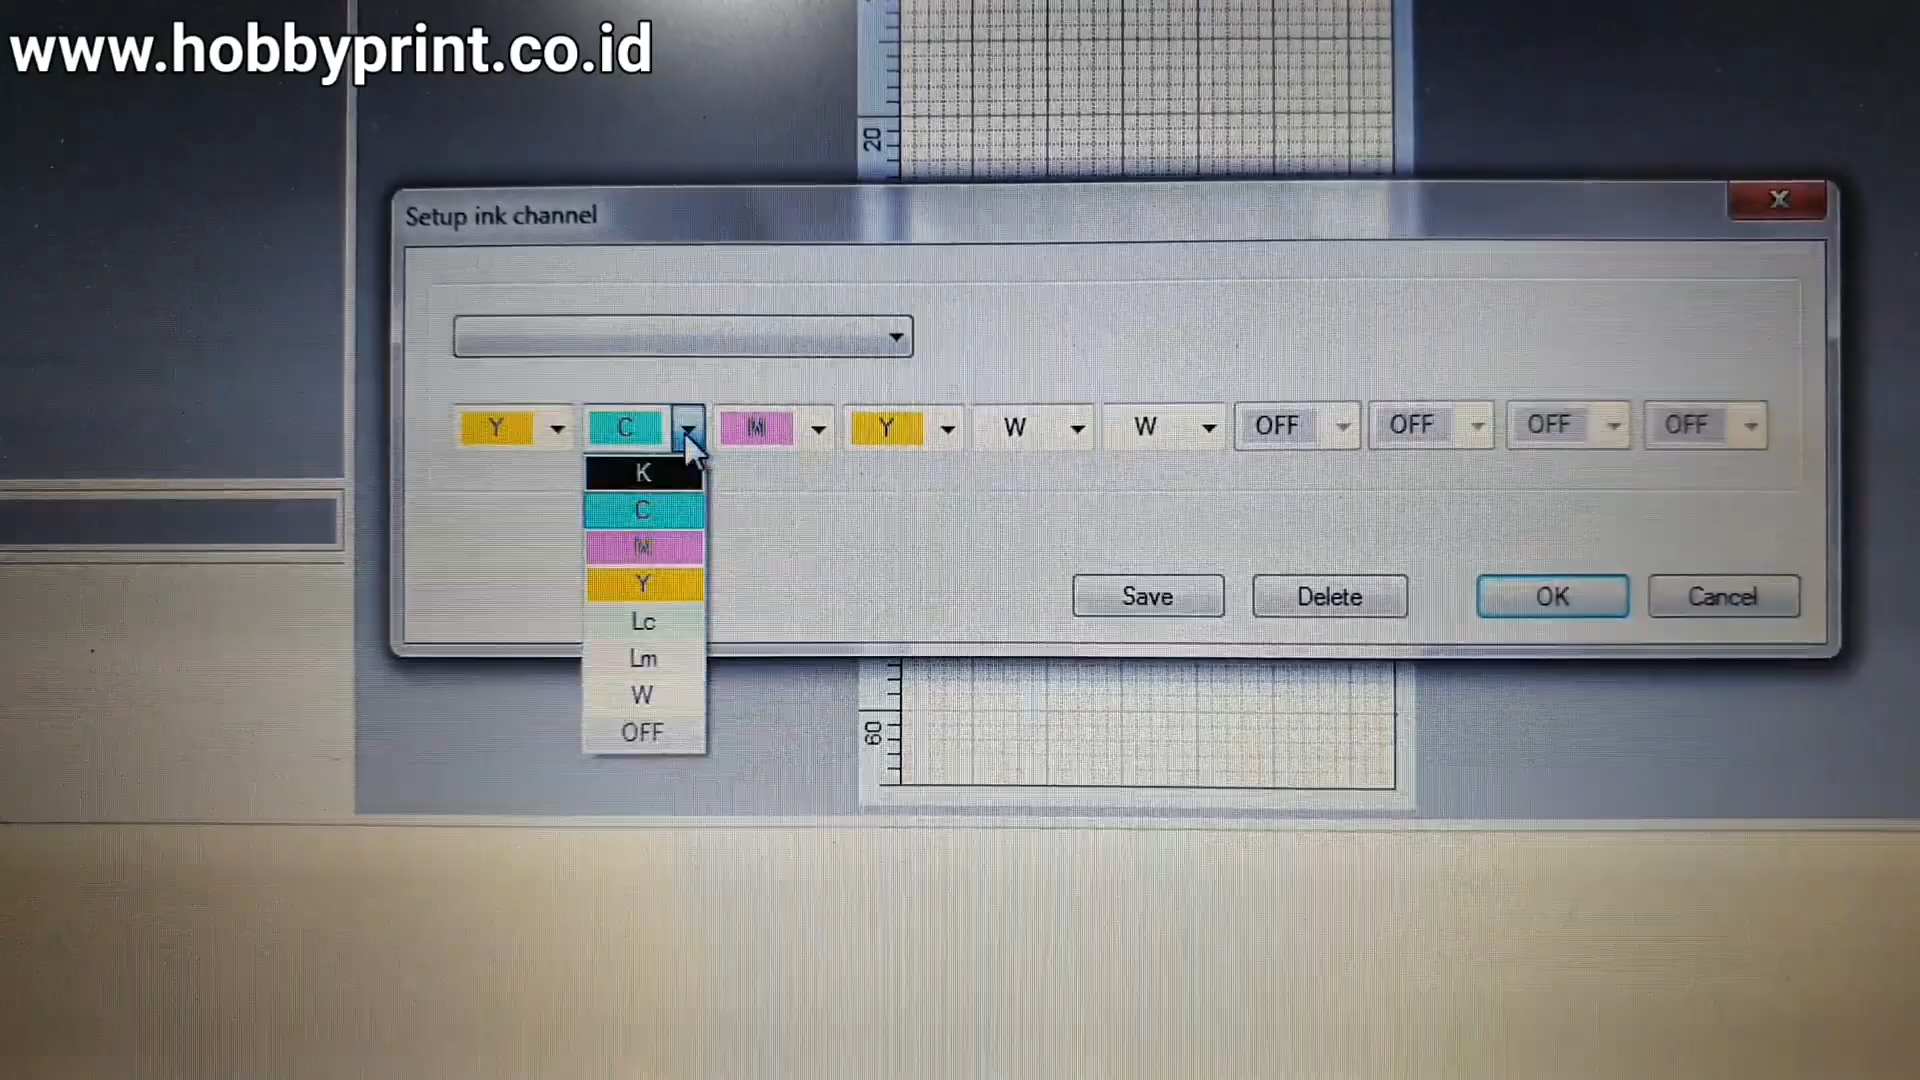 www.hobbyprint.co.id
20
Setup ink channel
X
Y C M Y W W OFF OFF OFF OFF
K
C
M
Y
Lc
Lm
W
OFF
Save Delete OK Cancel
60